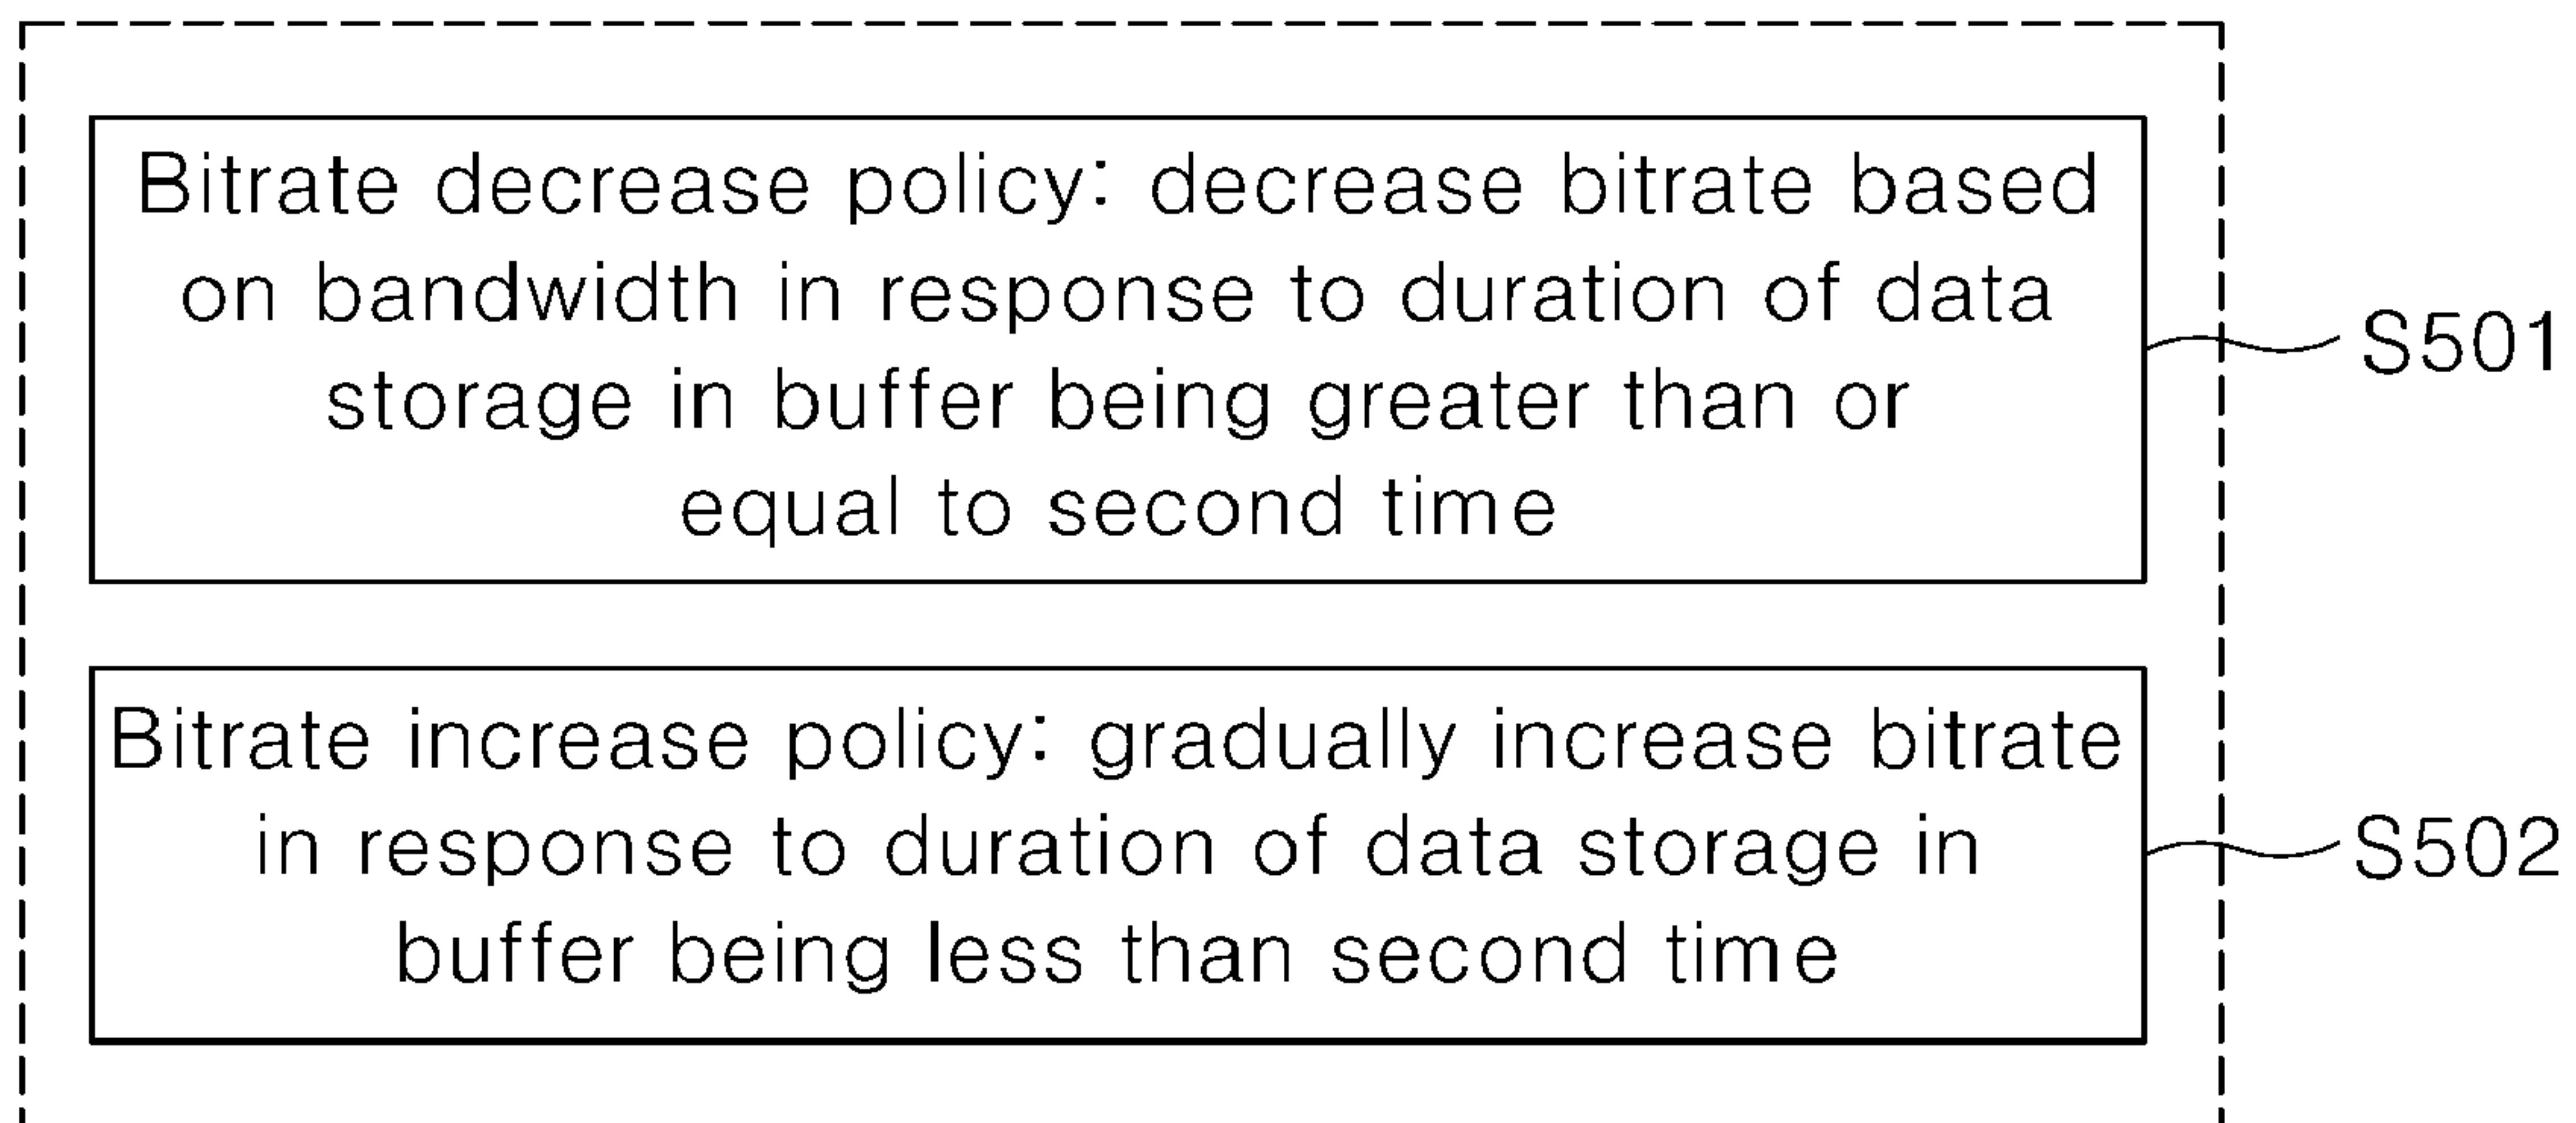 Bitrate decrease policy: decrease bitrate based
on bandwidth in response to duration of data
storage in buffer being greater than or
equal to second time
S501
Bitrate increase policy: gradually increase bitrate
in response to duration of data storage in
buffer being less than second time
S502